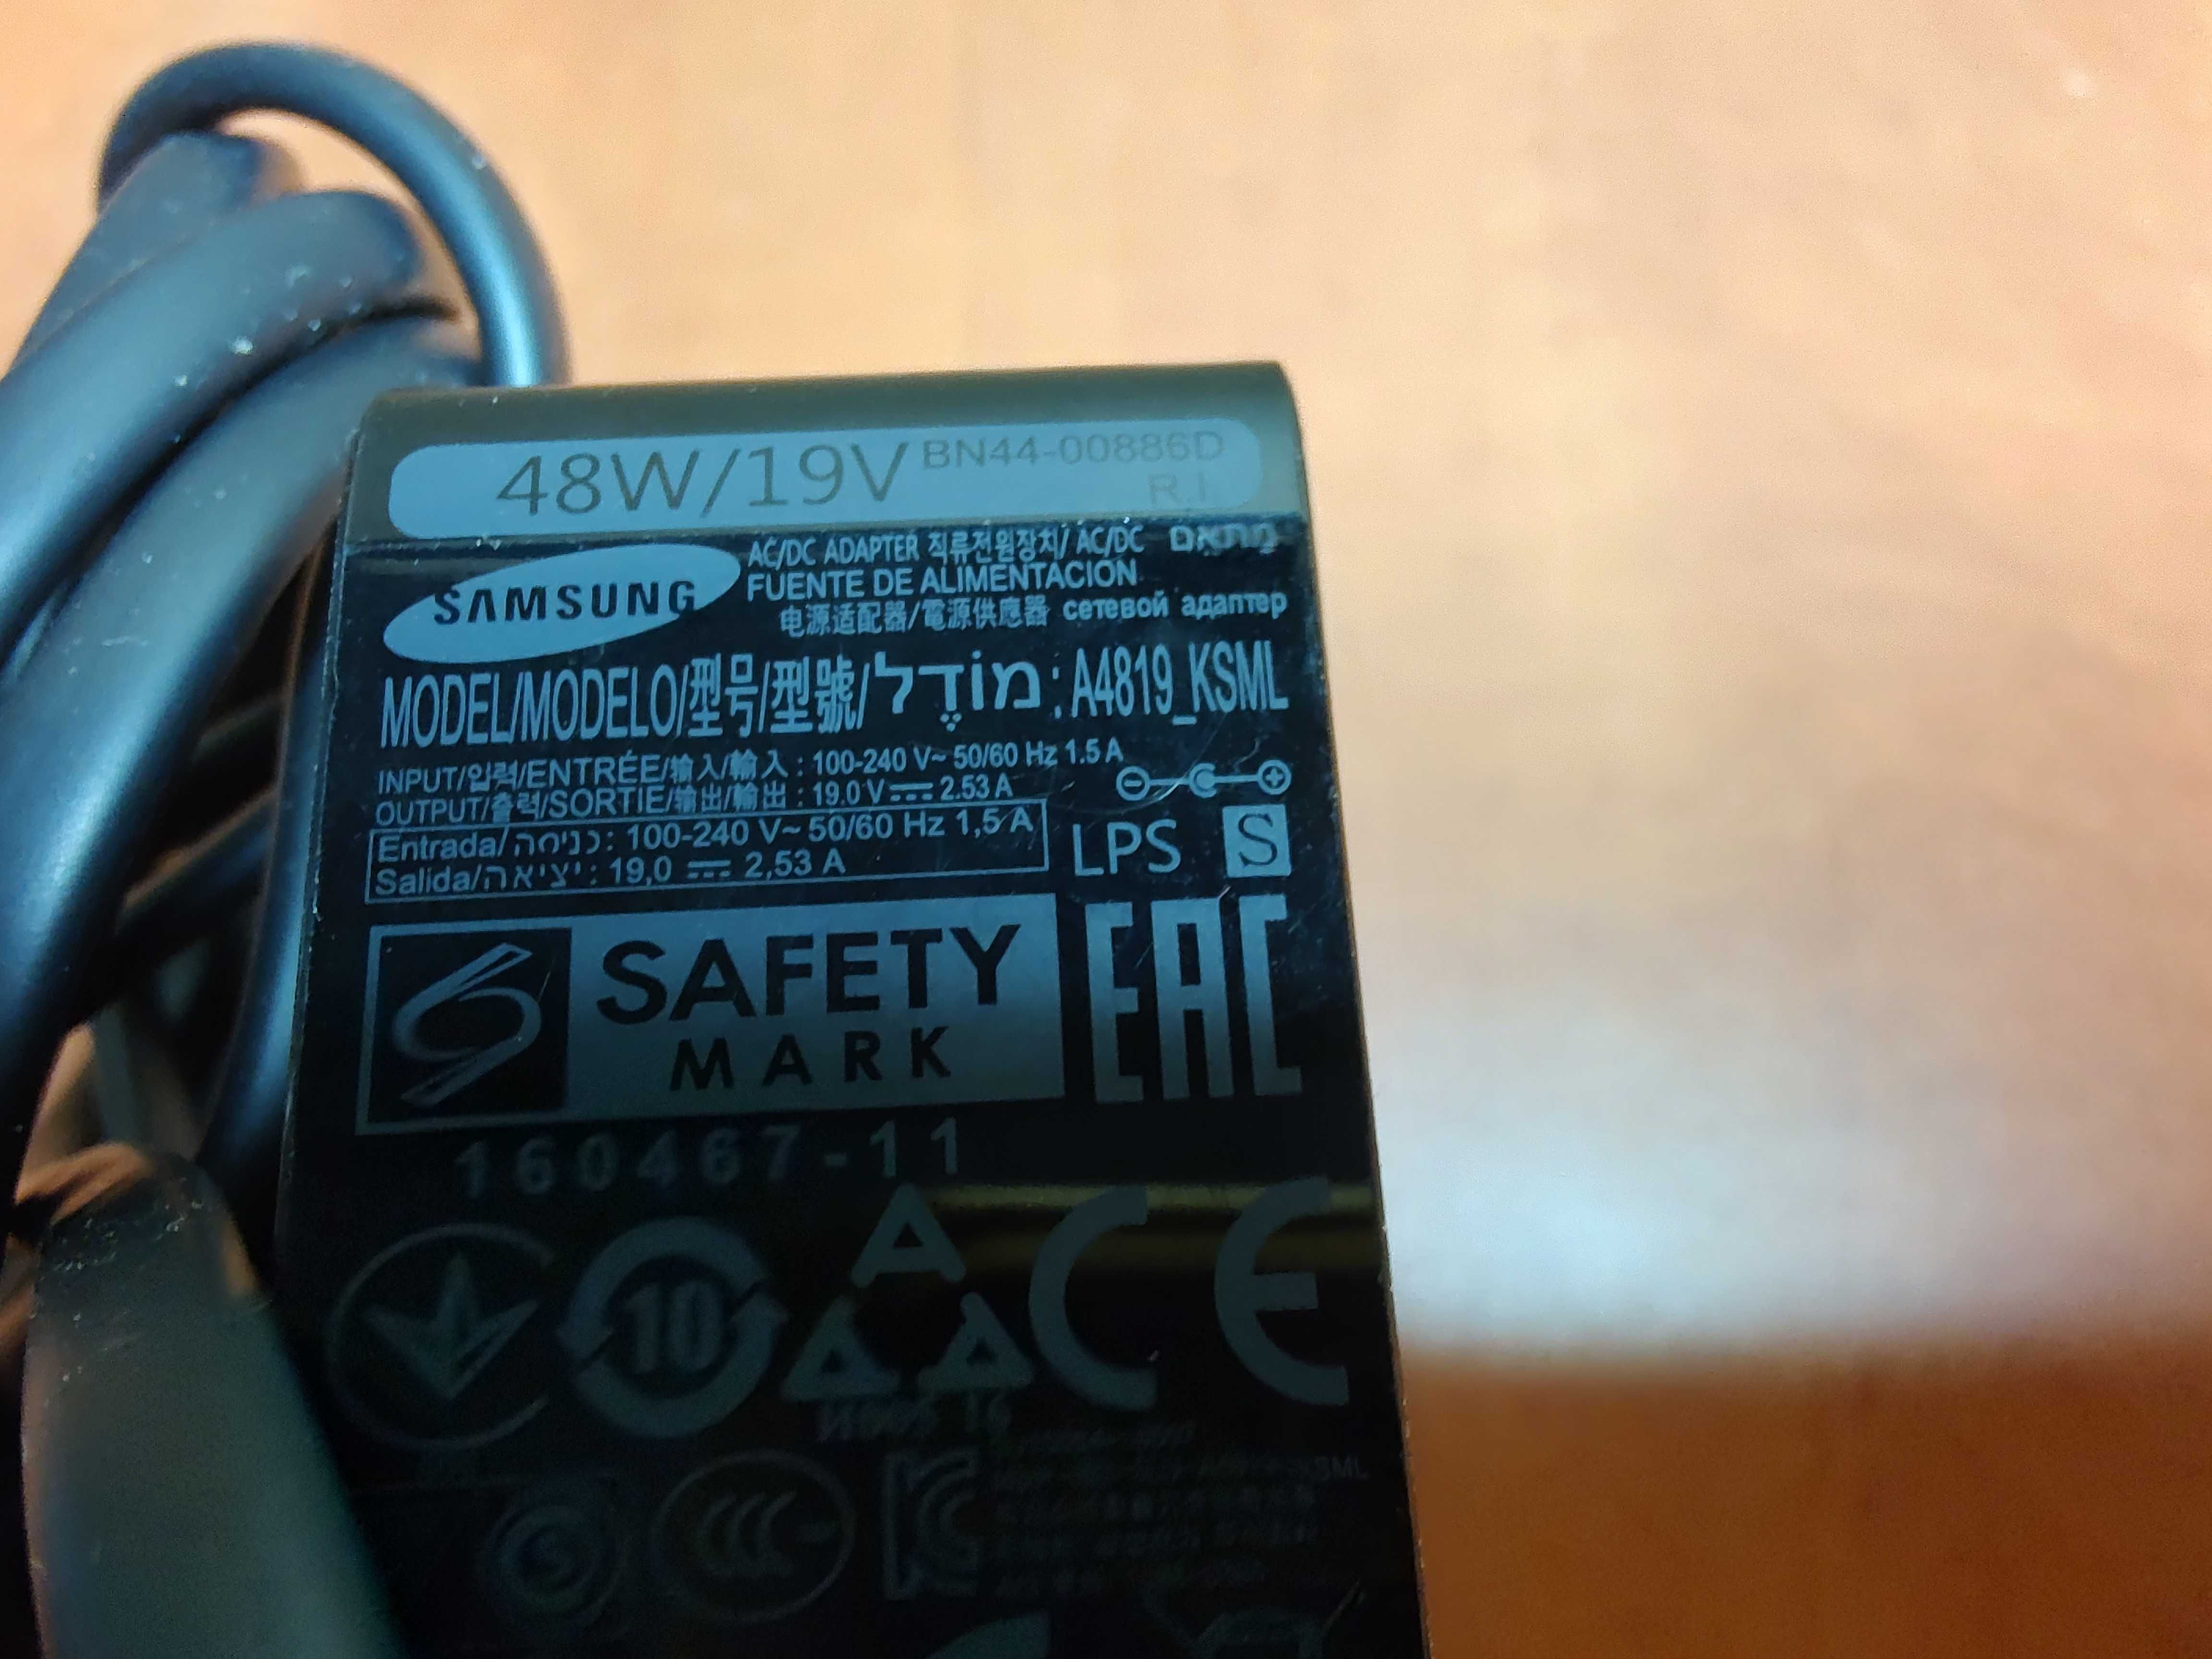 48W/19V BN44-00886D
R.I.
SAMSUNG
AC/DC ADAPTER 직류전원장치/ AC/DC מתאם
FUENTE DE ALIMENTACIÓN
电源适配器/電源供應器 сетевой адаптер
MODEL/MODELO/型号/型號/מוֹדֶל : A4819_KSML
INPUT/입력/ENTRÉE/输入/輸入 : 100-240 V~ 50/60 Hz 1.5 A
OUTPUT/출력/SORTIE/输出/輸出 : 19.0 V⎓ 2.53 A
Entrada/כניסה: 100-240 V~ 50/60 Hz 1,5 A
Salida/יציאה: 19,0 ⎓ 2,53 A
LPS S
SAFETY
MARK
EAC
160467-11
10
CE
KSML